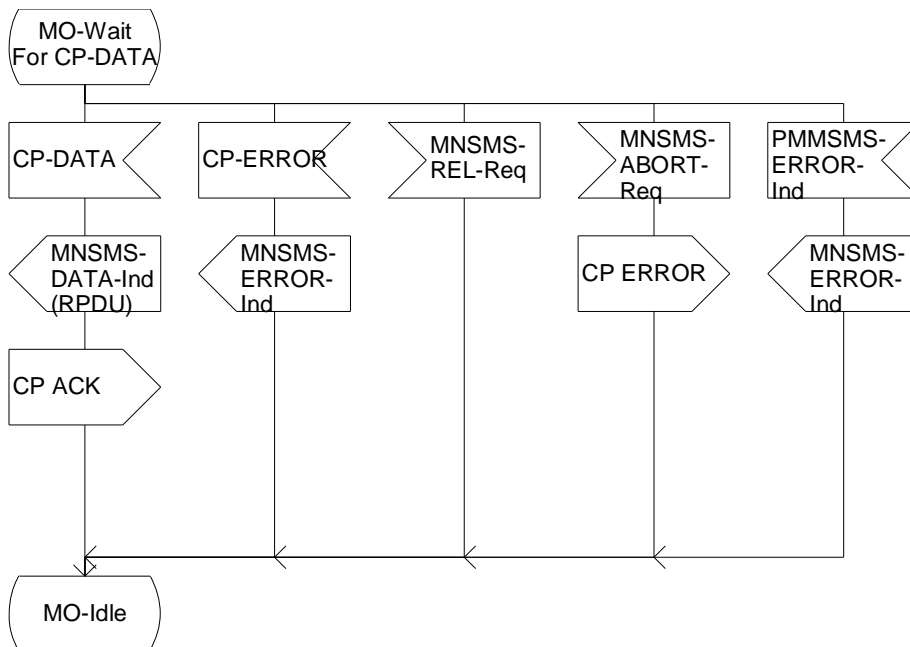 MO-Wait
For CP-DATA
CP-DATA
CP-ERROR
MNSMS-
REL-Req
MNSMS-
ABORT-
Req
PMMSMS-
ERROR-
Ind
MNSMS-
DATA-Ind
(RPDU)
MNSMS-
ERROR-
Ind
CP ERROR
MNSMS-
ERROR-
Ind
CP ACK
MO-Idle